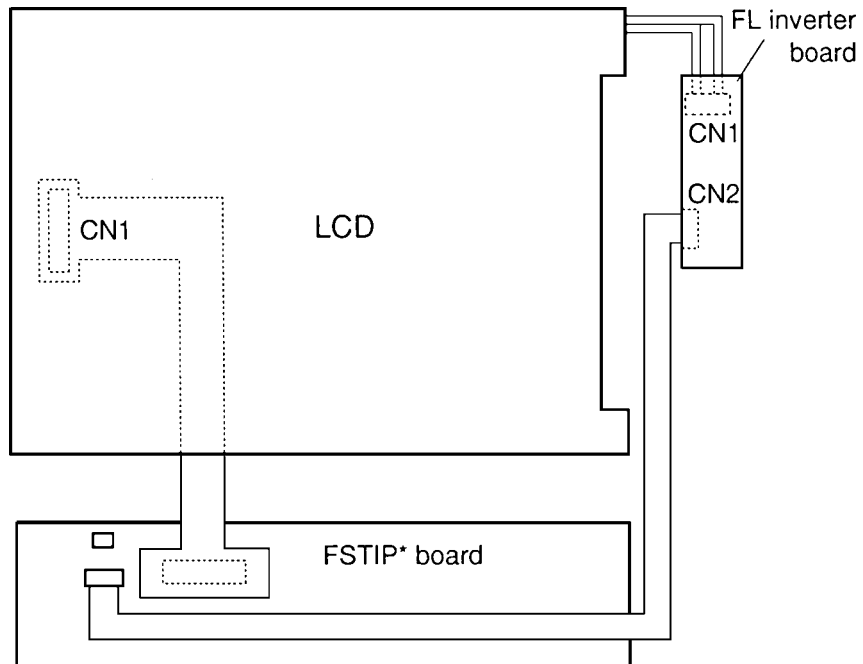 FL inverter
board
CN1
CN2
CN1
LCD
FSTIP* board